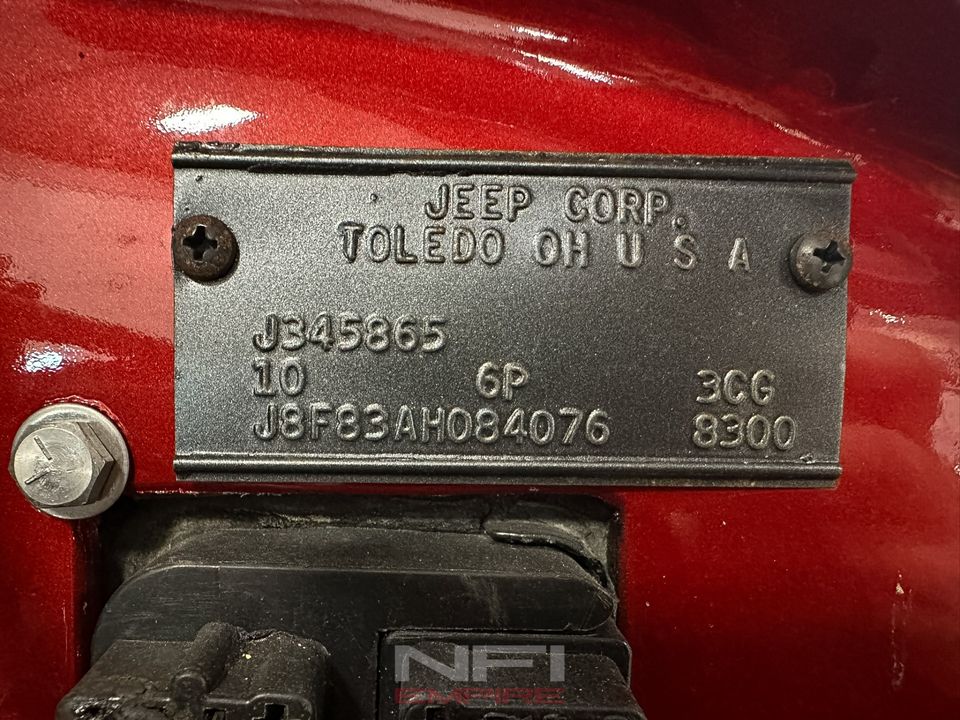 JEEP CORP.
TOLEDO OH U S A
J345865
10 6P 3CG
J8F83AH084076 8300
NFI
EMPIRE